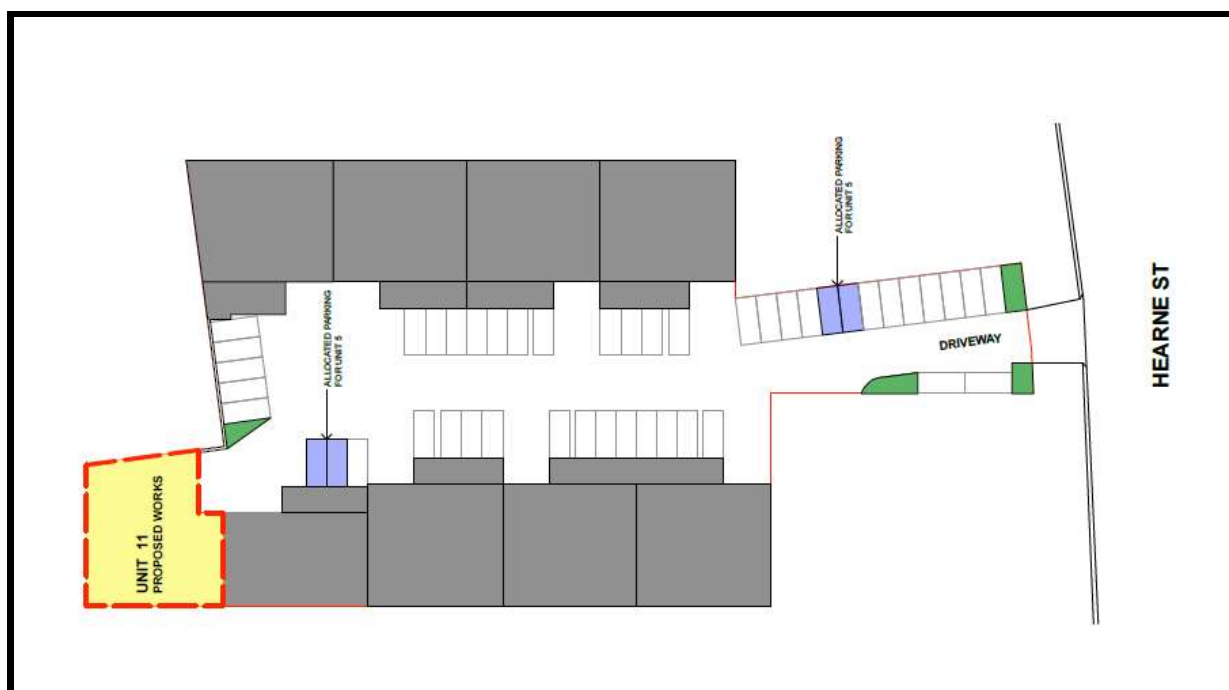 ALLOCATED PARKING
FOR UNIT 5
ALLOCATED PARKING
FOR UNIT 5
DRIVEWAY
HEARNE ST
UNIT 11
PROPOSED WORKS